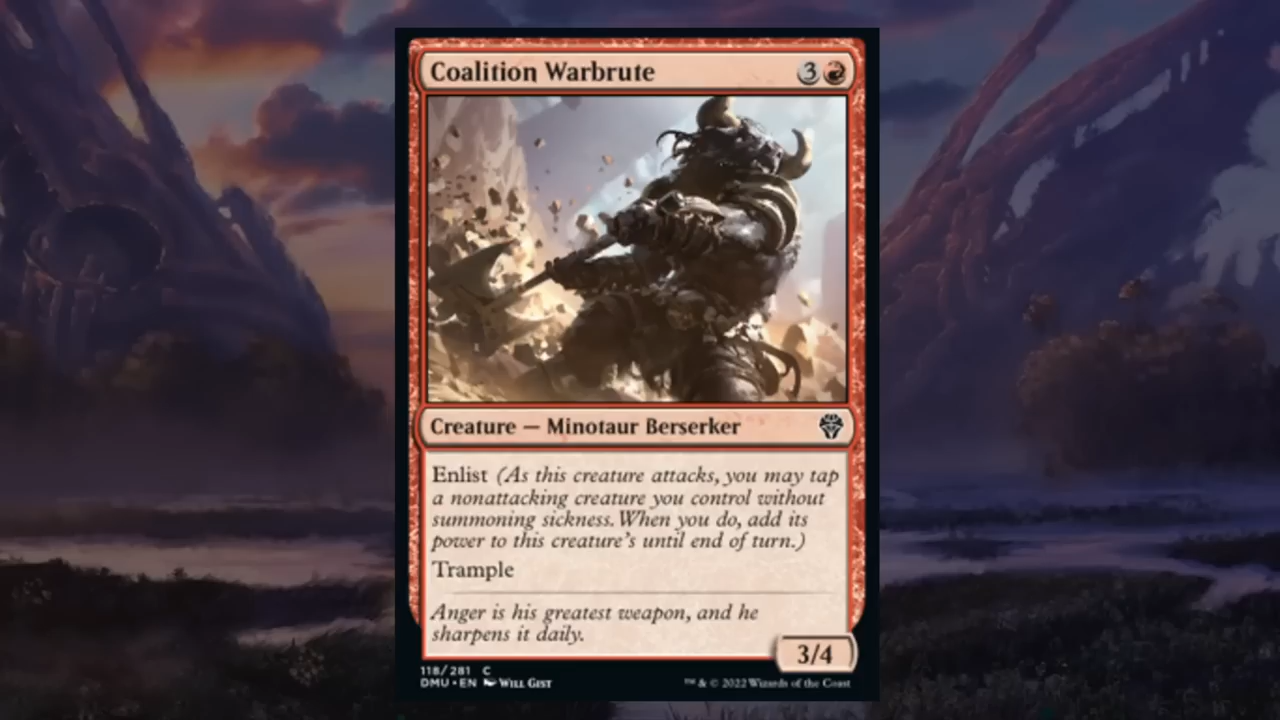 Coalition Warbrute 3
Creature — Minotaur Berserker
Enlist (As this creature attacks, you may tap
a nonattacking creature you control without
summoning sickness. When you do, add its
power to this creature's until end of turn.)
Trample
Anger is his greatest weapon, and he
sharpens it daily.
3/4
118/281 C
DMU • EN Will Gist ™ & © 2022 Wizards of the Coast